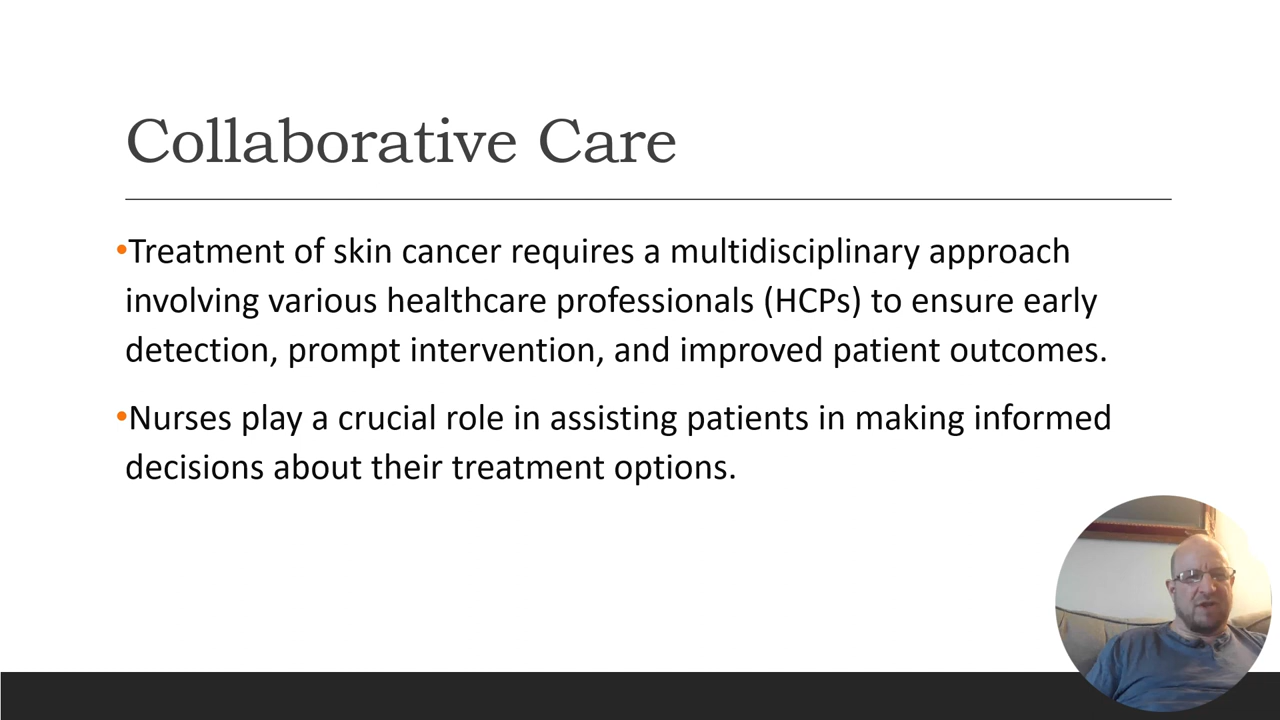 Collaborative Care
•Treatment of skin cancer requires a multidisciplinary approach
involving various healthcare professionals (HCPs) to ensure early
detection, prompt intervention, and improved patient outcomes.
•Nurses play a crucial role in assisting patients in making informed
decisions about their treatment options.